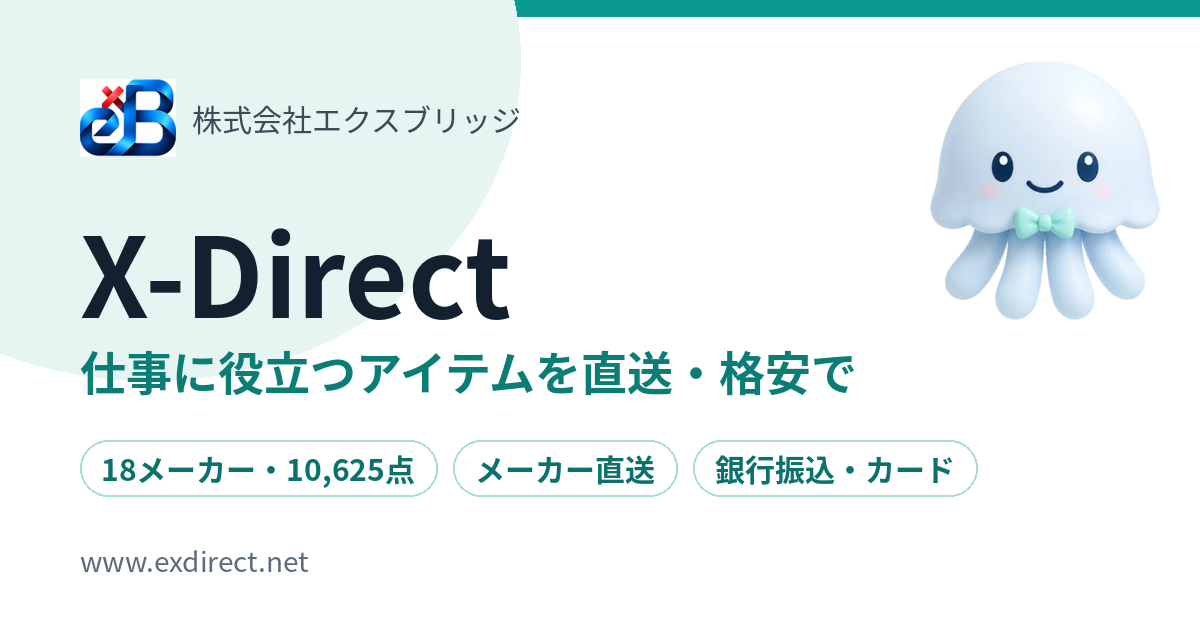 株式会社エクスブリッジ
X-Direct
仕事に役立つアイテムを直送・格安で
18メーカー・10,625点
メーカー直送
銀行振込・カード
www.exdirect.net